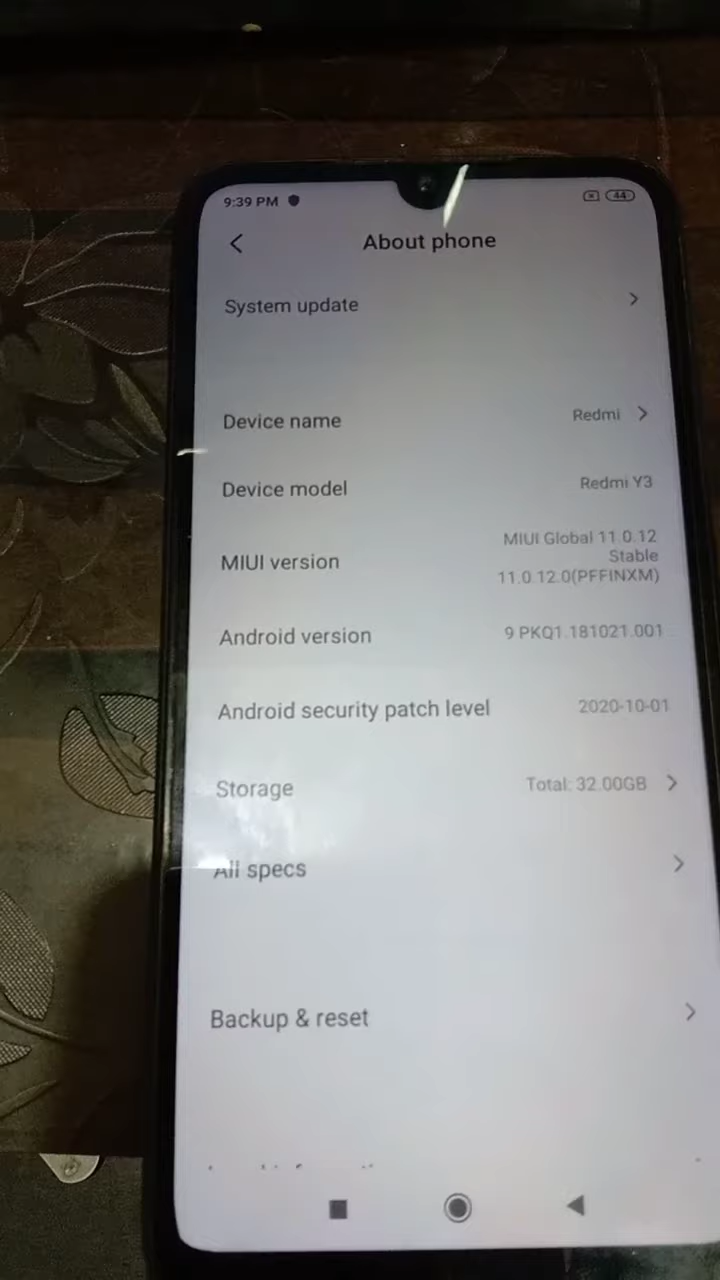 9:39 PM 44
About phone
System update
Device name Redmi
Device model Redmi Y3
MIUI version MIUI Global 11.0.12
Stable
11.0.12.0(PFFINXM)
Android version 9 PKQ1.181021.001
Android security patch level 2020-10-01
Storage Total: 32.00GB
All specs
Backup & reset